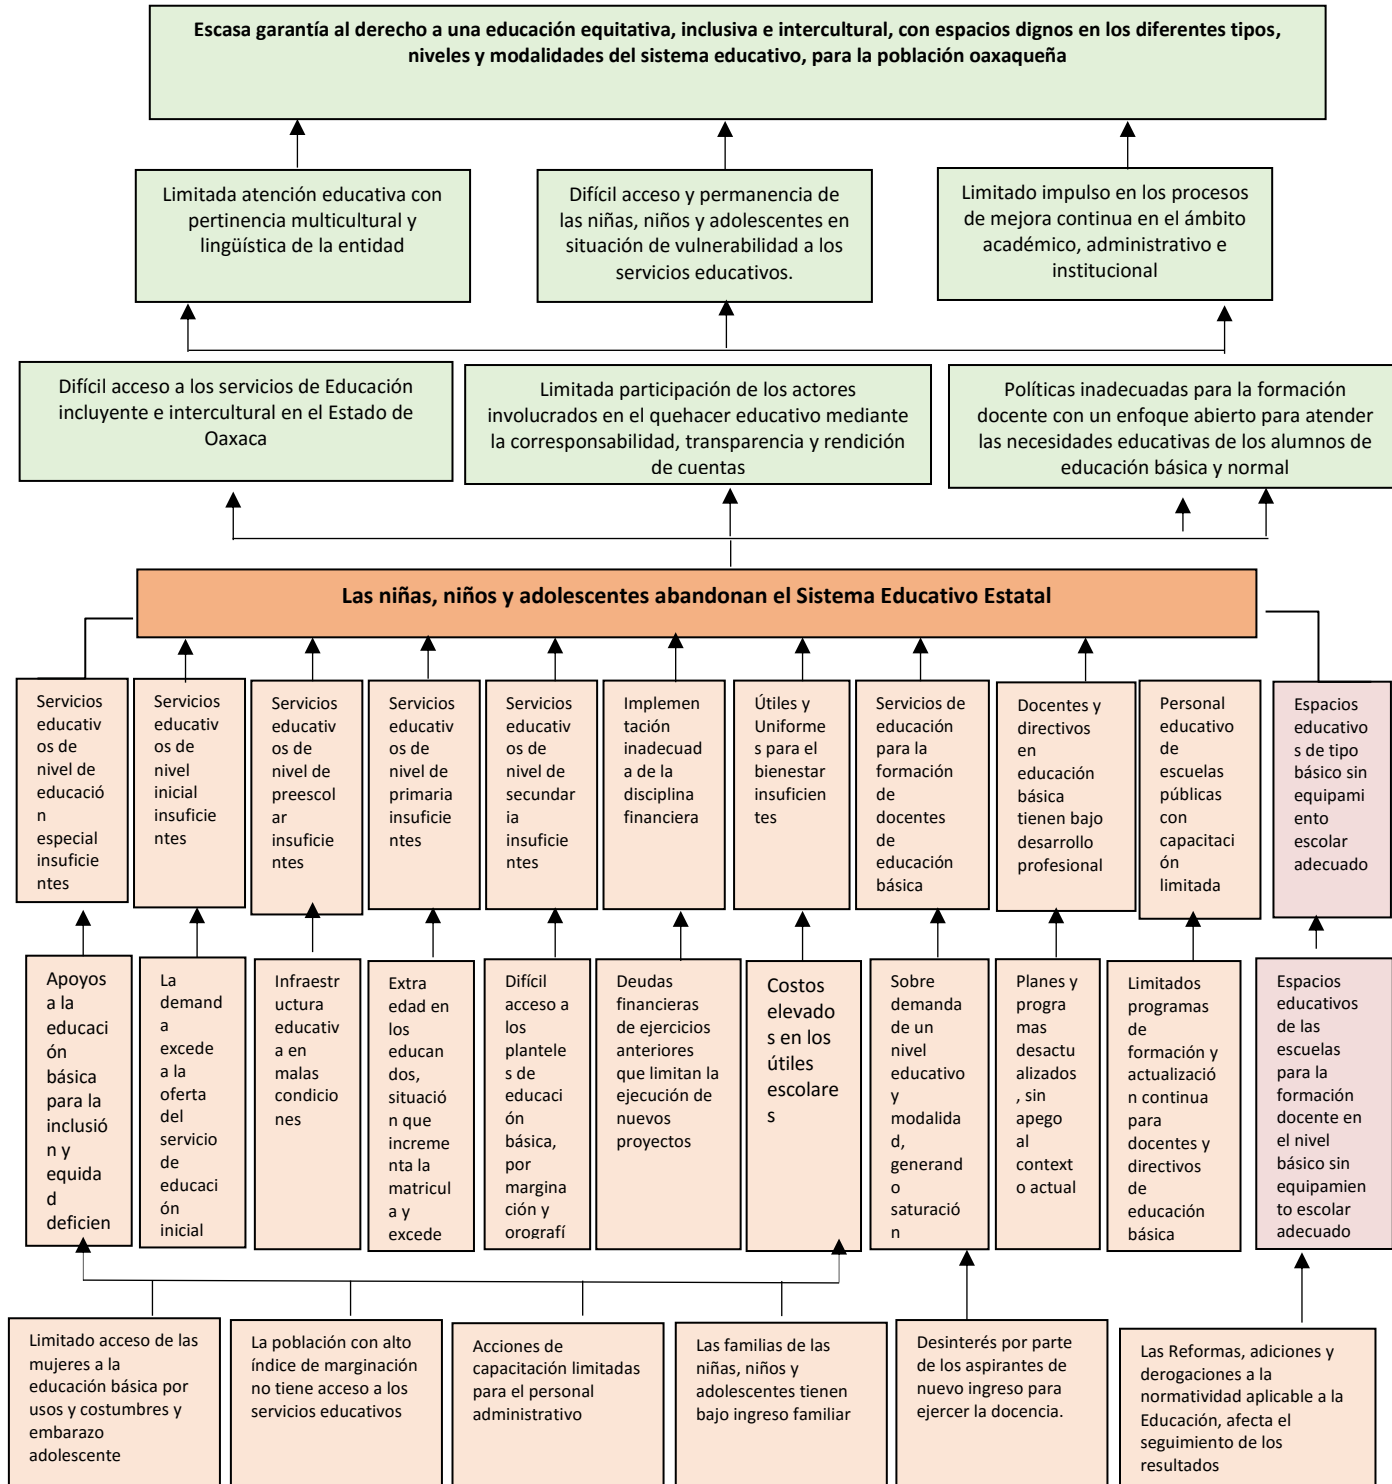 Escasa garantía al derecho a una educación equitativa, inclusiva e intercultural, con espacios dignos en los diferentes tipos,
niveles y modalidades del sistema educativo, para la población oaxaqueña
Limitada atención educativa con
pertinencia multicultural y
lingüística de la entidad
Difícil acceso y permanencia de
las niñas, niños y adolescentes en
situación de vulnerabilidad a los
servicios educativos.
Limitado impulso en los procesos
de mejora continua en el ámbito
académico, administrativo e
institucional
Difícil acceso a los servicios de Educación
incluyente e intercultural en el Estado de
Oaxaca
Limitada participación de los actores
involucrados en el quehacer educativo mediante
la corresponsabilidad, transparencia y rendición
de cuentas
Políticas inadecuadas para la formación
docente con un enfoque abierto para atender
las necesidades educativas de los alumnos de
educación básica y normal
Las niñas, niños y adolescentes abandonan el Sistema Educativo Estatal
Servicios
educativ
os de
nivel de
educació
n
especial
insuficie
ntes
Servicios
educativ
os de
nivel
inicial
insuficie
ntes
Servicios
educativ
os de
nivel de
preescol
ar
insuficie
ntes
Servicios
educativ
os de
nivel de
primaria
insuficie
ntes
Servicios
educativ
os de
nivel de
secundar
ia
insuficie
ntes
Implemen
tación
inadecuad
a de la
disciplina
financiera
Útiles y
Uniforme
s para el
bienestar
insuficien
tes
Servicios de
educación
para la
formación
de
docentes
de
educación
básica
Docentes y
directivos
en
educación
básica
tienen bajo
desarrollo
profesional
Personal
educativo
de
escuelas
públicas
con
capacitaci
ón
limitada
Espacios
educativo
s de tipo
básico sin
equipami
ento
escolar
adecuado
Apoyos
a la
educaci
ón
básica
para la
inclusió
n y
equida
d
deficien
La
demand
a
excede
a la
oferta
del
servicio
de
educaci
ón
inicial
Infraestr
uctura
educativ
a en
malas
condicio
nes
Extra
edad en
los
educan
dos,
situació
n que
increme
nta la
matricul
a y
excede
Difícil
acceso a
los
plantele
s de
educaci
ón
básica,
por
margina
ción y
orografí
Deudas
financieras
de ejercicios
anteriores
que limitan la
ejecución de
nuevos
proyectos
Costos
elevado
s en los
útiles
escolare
s
Sobre
demanda
de un
nivel
educativo
y
modalida
d,
generand
o
saturació
n
Planes y
progra
mas
desactu
alizados
, sin
apego
al
context
o actual
Limitados
programas
de
formación y
actualizació
n continua
para
docentes y
directivos
de
educación
básica
Espacios
educativos
de las
escuelas
para la
formación
docente en
el nivel
básico sin
equipamien
to escolar
adecuado
Limitado acceso de las
mujeres a la
educación básica por
usos y costumbres y
embarazo
adolescente
La población con alto
índice de marginación
no tiene acceso a los
servicios educativos
Acciones de
capacitación limitadas
para el personal
administrativo
Las familias de las
niñas, niños y
adolescentes tienen
bajo ingreso familiar
Desinterés por parte
de los aspirantes de
nuevo ingreso para
ejercer la docencia.
Las Reformas, adiciones y
derogaciones a la
normatividad aplicable a la
Educación, afecta el
seguimiento de los
resultados